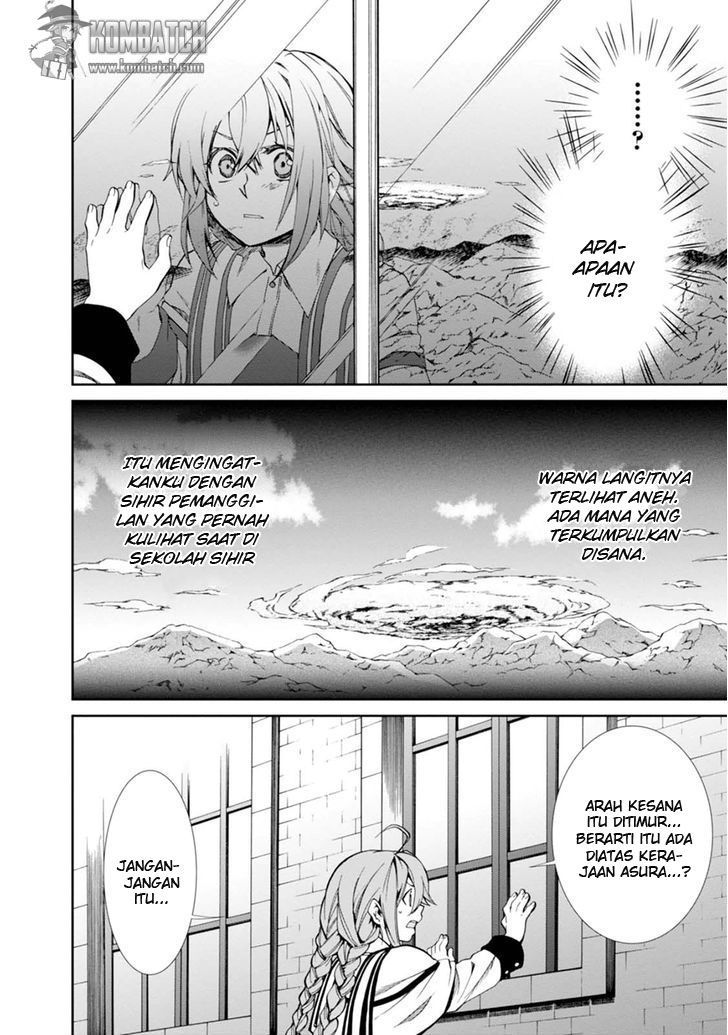 KOMBATCH
www.kombatch.com
.......?
APA-
APAAN
ITU?
WARNA LANGITNYA
TERLIHAT ANEH.
ADA MANA YANG
TERKUMPULKAN
DISANA.
ITU MENGINGAT-
KANKU DENGAN
SIHIR PEMANGGI-
LAN YANG PERNAH
KULIHAT SAAT DI
SEKOLAH SIHIR
ARAH KESANA
ITU DITIMUR...
BERARTI ITU ADA
DIATAS KERA-
JAAN ASURA...?
JANGAN-
JANGAN
ITU...